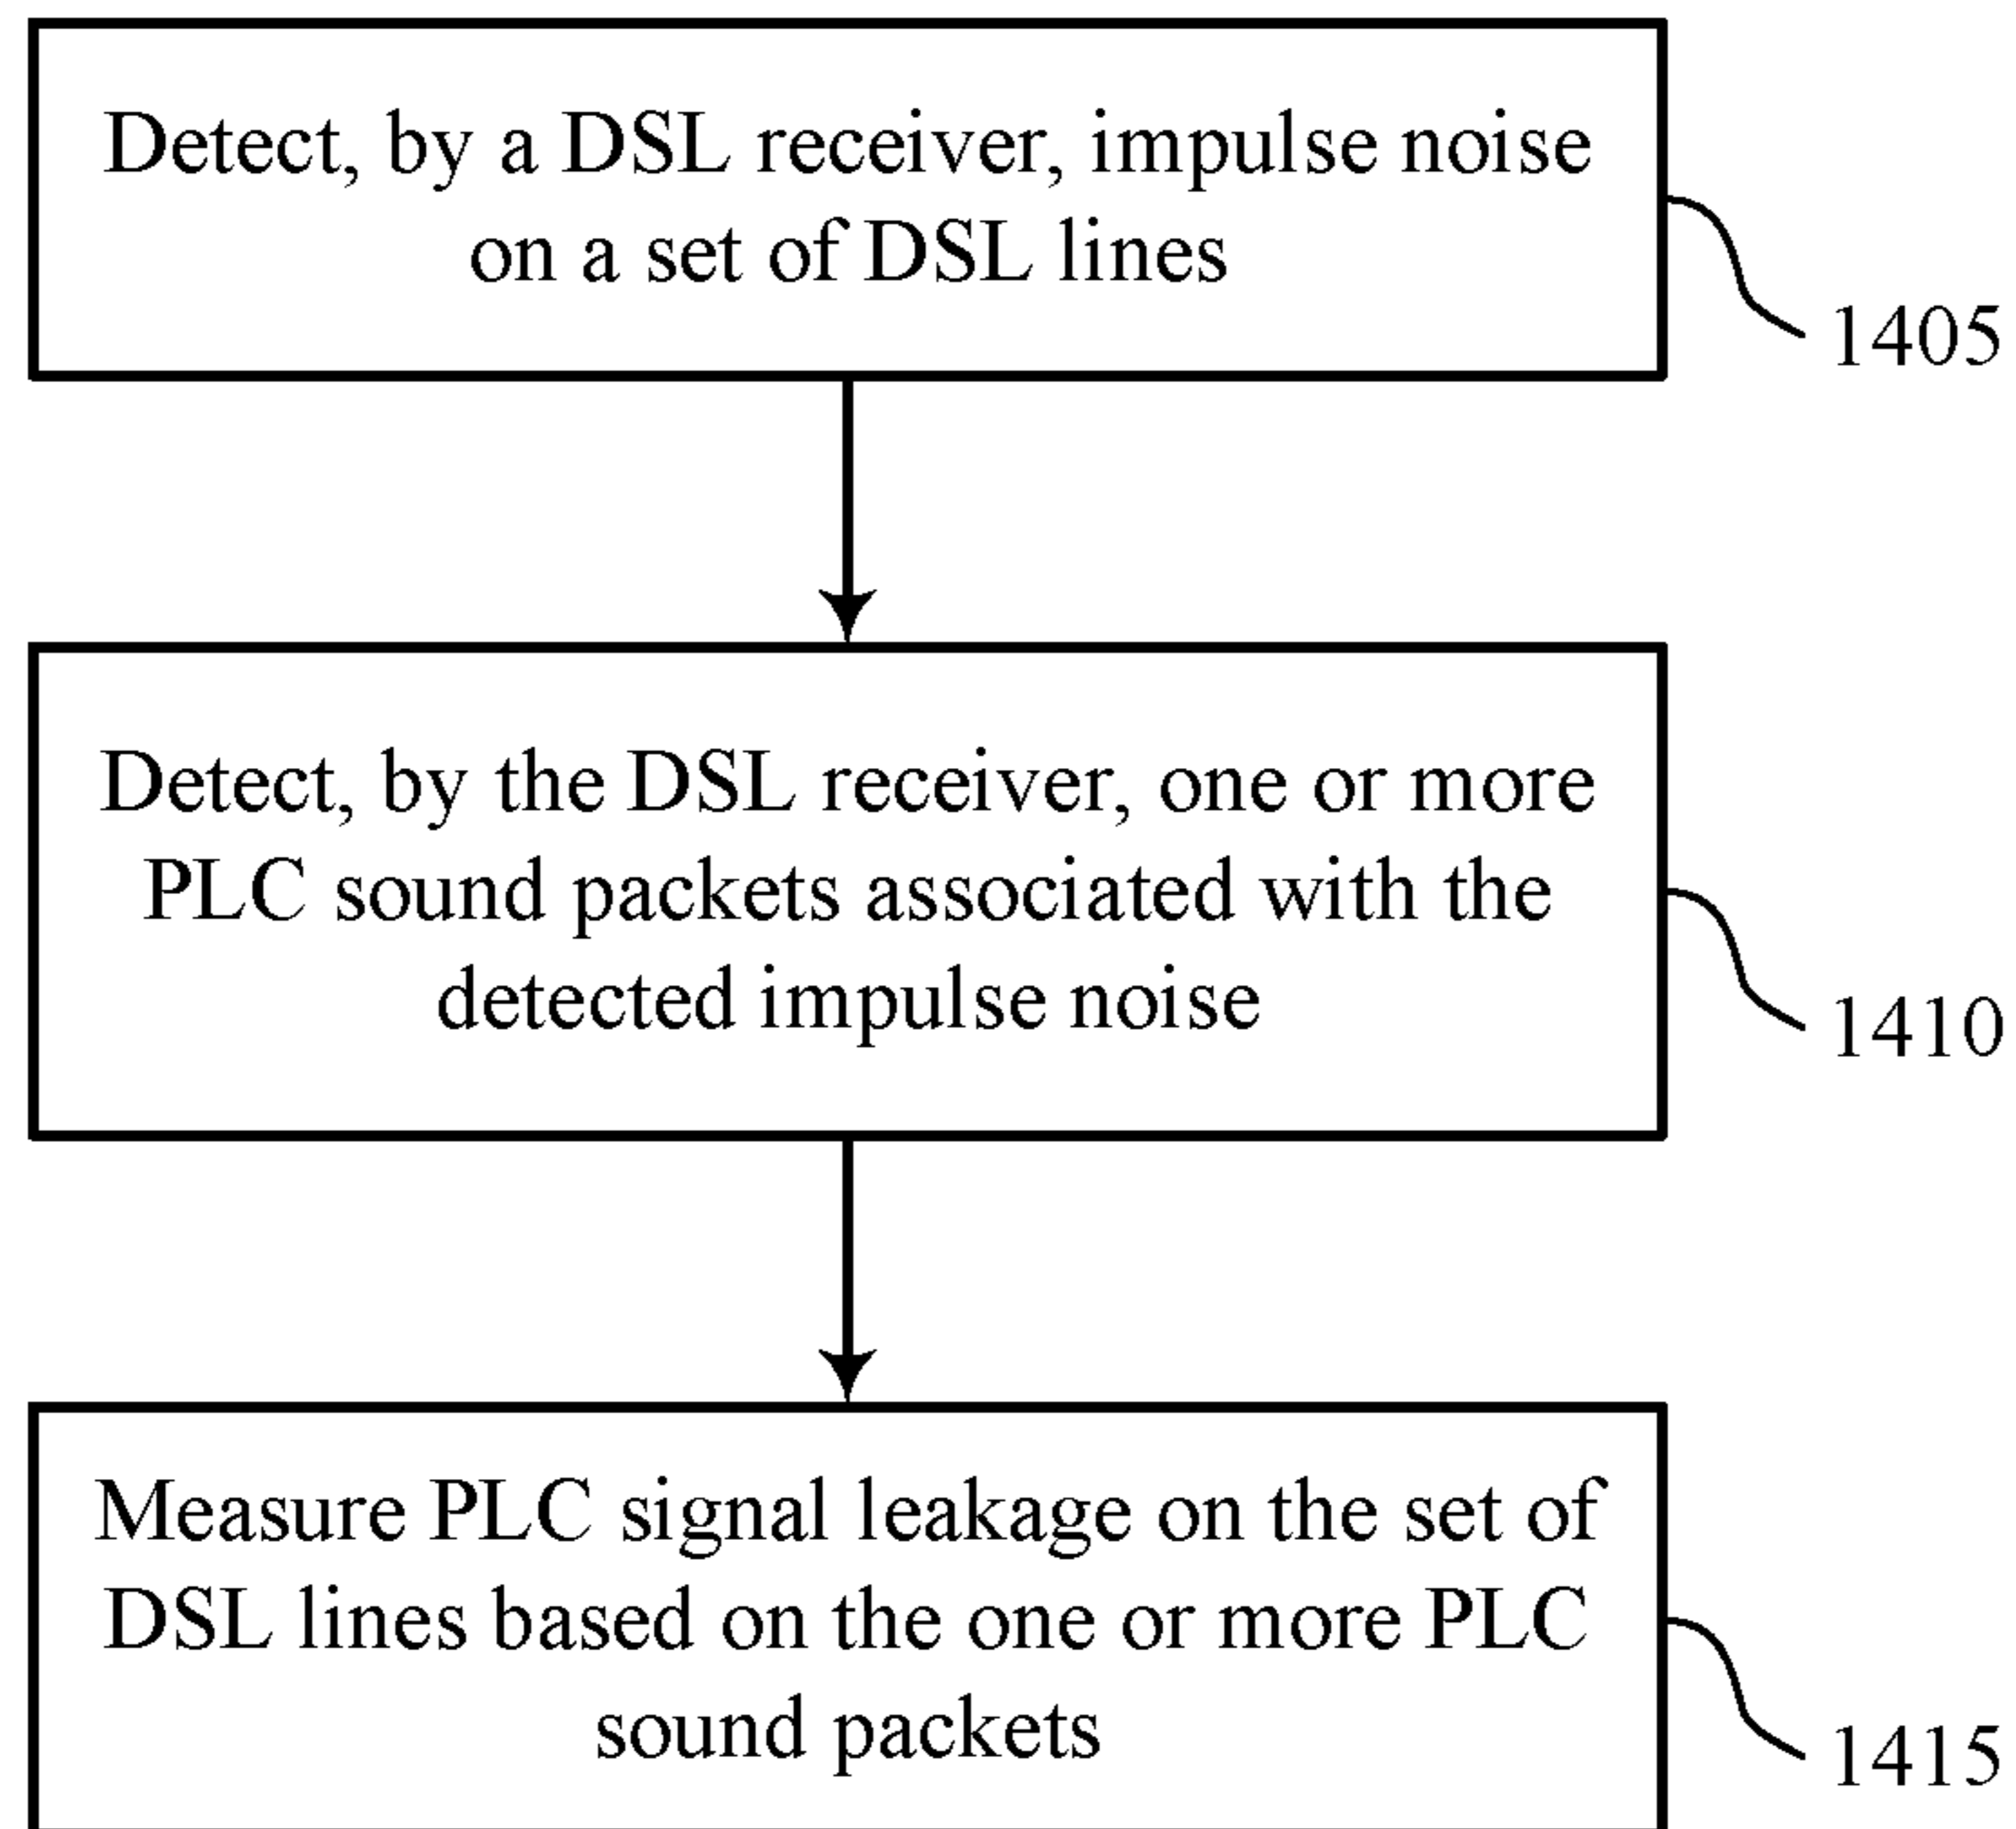 Detect, by a DSL receiver, impulse noise
on a set of DSL lines
1405
Detect, by the DSL receiver, one or more
PLC sound packets associated with the
detected impulse noise
1410
Measure PLC signal leakage on the set of
DSL lines based on the one or more PLC
sound packets
1415